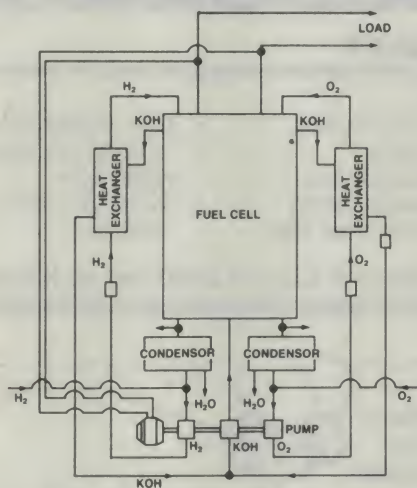 LOAD
H₂
O₂
KOH
KOH
HEAT
EXCHANGER
FUEL CELL
HEAT
EXCHANGER
H₂
O₂
CONDENSOR
CONDENSOR
H₂O
H₂O
H₂
O₂
PUMP
H₂
KOH
O₂
KOH